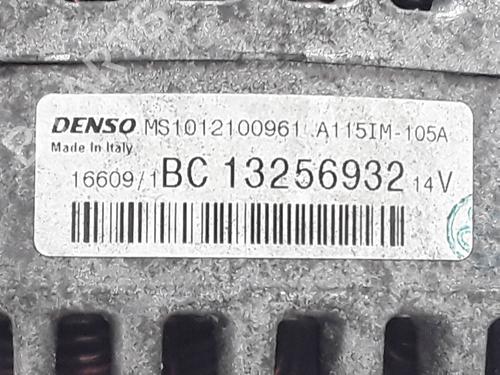 DENSO MS1012100961 A115IM-105A
Made In Italy
16609/1 BC 13256932 14V